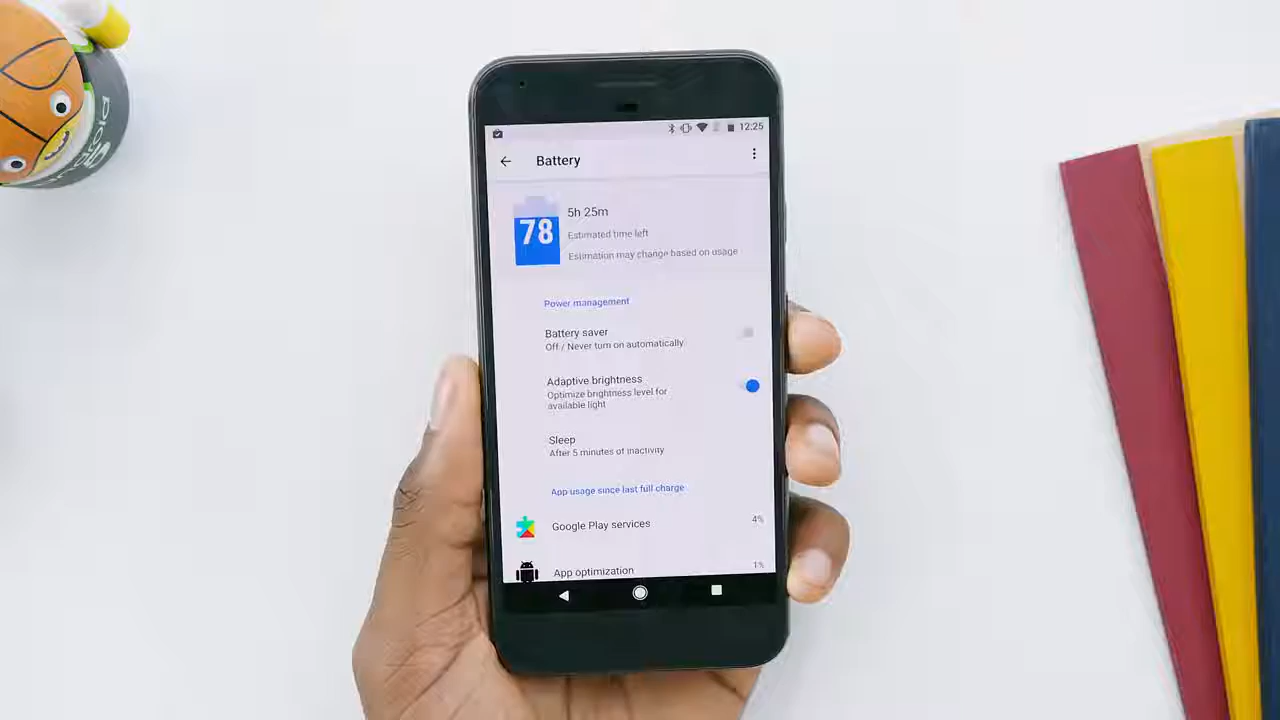 12:25
Battery
78
5h 25m
Estimated time left
Estimation may change based on usage
Power management
Battery saver
Off / Never turn on automatically
Adaptive brightness
Optimize brightness level for
available light
Sleep
After 5 minutes of inactivity
App usage since last full charge
Google Play services 4%
App optimization 1%
android